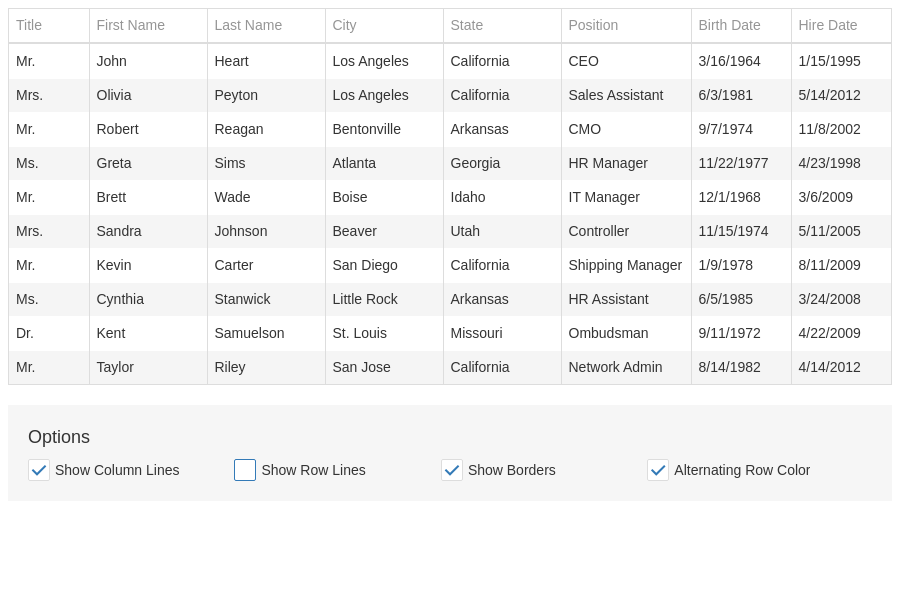 Title First Name Last Name City State Position Birth Date Hire Date
Mr. John Heart Los Angeles California CEO 3/16/1964 1/15/1995
Mrs. Olivia Peyton Los Angeles California Sales Assistant 6/3/1981 5/14/2012
Mr. Robert Reagan Bentonville Arkansas CMO 9/7/1974 11/8/2002
Ms. Greta Sims Atlanta Georgia HR Manager 11/22/1977 4/23/1998
Mr. Brett Wade Boise Idaho IT Manager 12/1/1968 3/6/2009
Mrs. Sandra Johnson Beaver Utah Controller 11/15/1974 5/11/2005
Mr. Kevin Carter San Diego California Shipping Manager 1/9/1978 8/11/2009
Ms. Cynthia Stanwick Little Rock Arkansas HR Assistant 6/5/1985 3/24/2008
Dr. Kent Samuelson St. Louis Missouri Ombudsman 9/11/1972 4/22/2009
Mr. Taylor Riley San Jose California Network Admin 8/14/1982 4/14/2012
Options
Show Column Lines Show Row Lines Show Borders Alternating Row Color